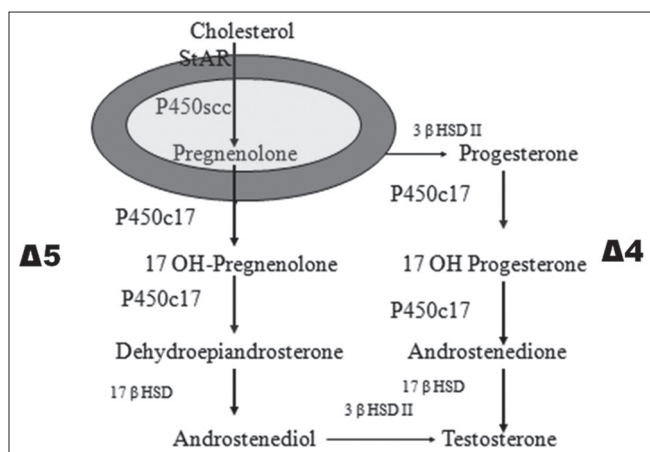 Cholesterol
StAR
P450scc
Pregnenolone
3 β HSD II
Progesterone
P450c17
P450c17
Δ5
17 OH-Pregnenolone
17 OH Progesterone
Δ4
P450c17
P450c17
Dehydroepiandrosterone
Androstenedione
17 β HSD
17 β HSD
3 β HSD II
Androstenediol
Testosterone